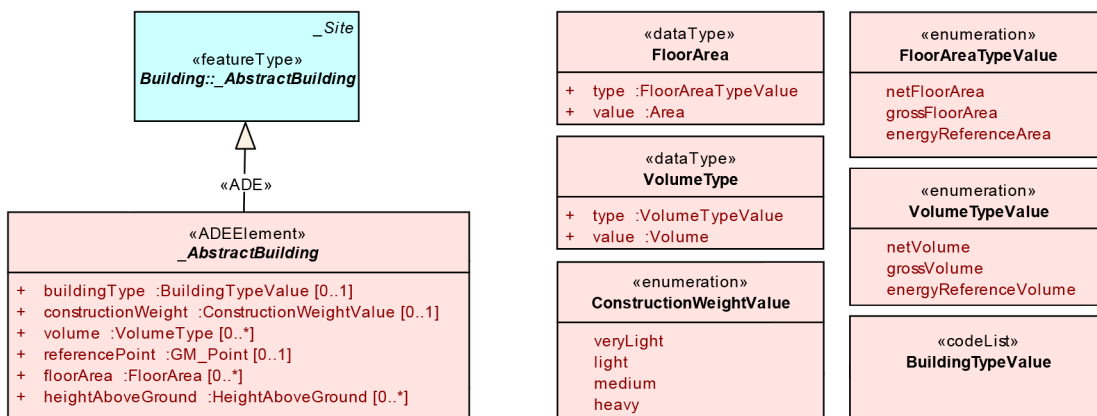 _Site
«featureType»
Building::_AbstractBuilding
«ADE»
«ADEElement»
_AbstractBuilding
+ buildingType :BuildingTypeValue [0..1]
+ constructionWeight :ConstructionWeightValue [0..1]
+ volume :VolumeType [0..*]
+ referencePoint :GM_Point [0..1]
+ floorArea :FloorArea [0..*]
+ heightAboveGround :HeightAboveGround [0..*]
«dataType»
FloorArea
+ type :FloorAreaTypeValue
+ value :Area
«dataType»
VolumeType
+ type :VolumeTypeValue
+ value :Volume
«enumeration»
ConstructionWeightValue
veryLight
light
medium
heavy
«enumeration»
FloorAreaTypeValue
netFloorArea
grossFloorArea
energyReferenceArea
«enumeration»
VolumeTypeValue
netVolume
grossVolume
energyReferenceVolume
«codeList»
BuildingTypeValue